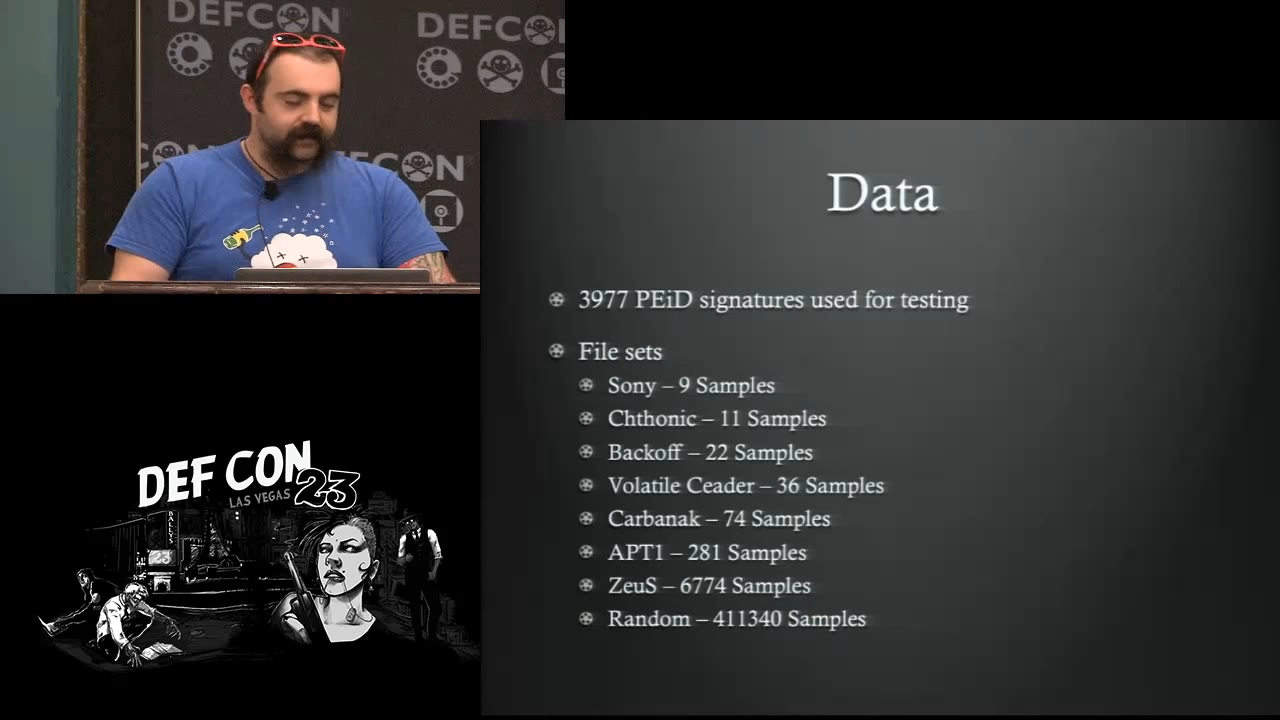 DEFCON
DEFCON
DEFCON
Data
3977 PEiD signatures used for testing
File sets
Sony – 9 Samples
Chthonic – 11 Samples
Backoff – 22 Samples
Volatile Ceader – 36 Samples
Carbanak – 74 Samples
APT1 – 281 Samples
ZeuS – 6774 Samples
Random – 411340 Samples
DEF CON
LAS VEGAS 23
BALLYS